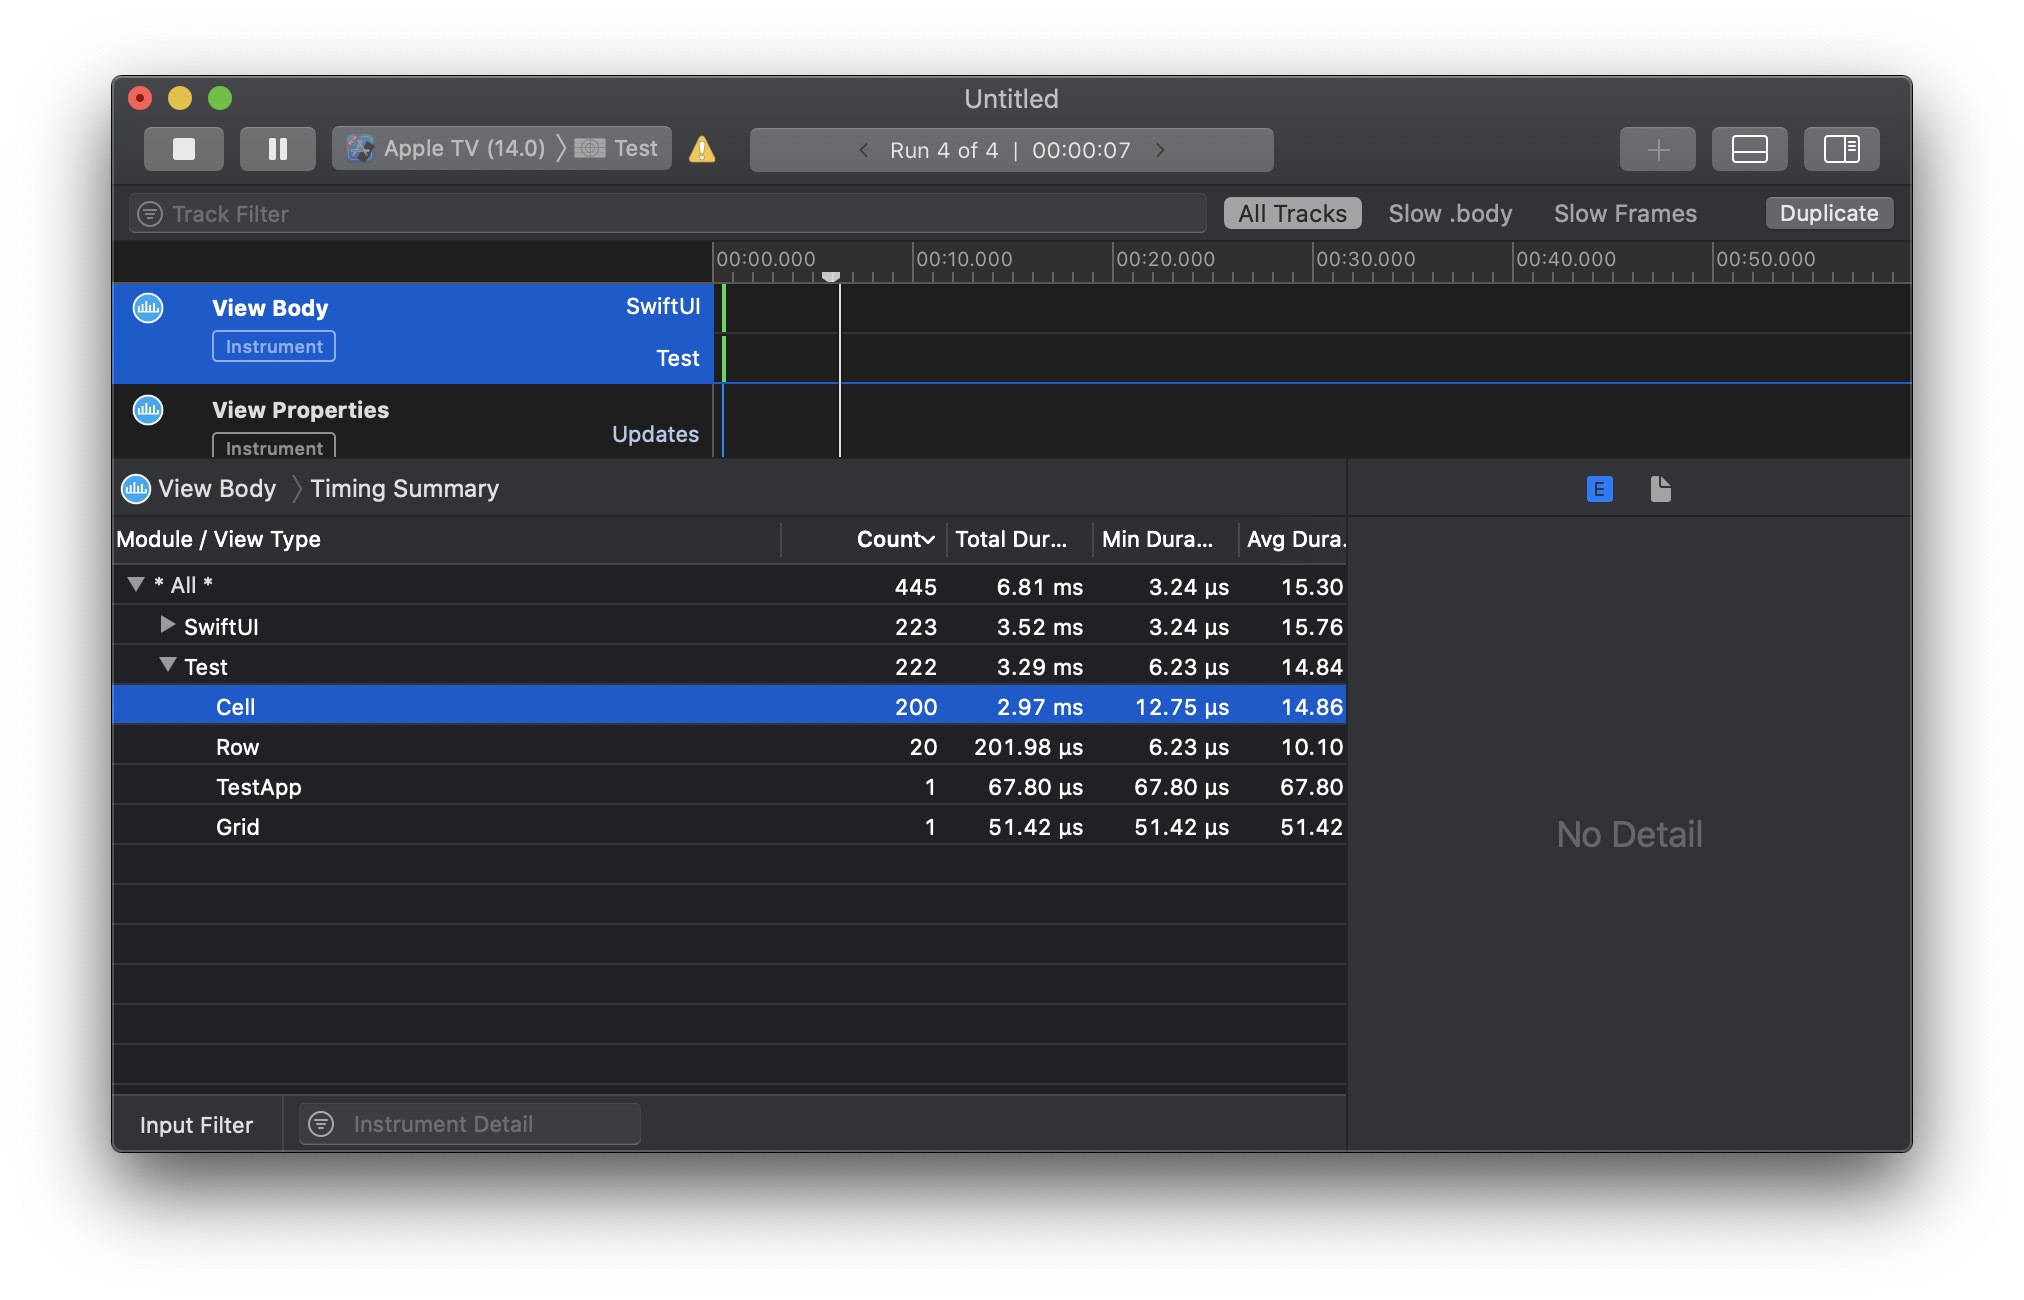 Untitled
Apple TV (14.0) Test Run 4 of 4 | 00:00:07
Track Filter All Tracks Slow .body Slow Frames Duplicate
00:00.000 00:10.000 00:20.000 00:30.000 00:40.000 00:50.000
View Body SwiftUI
Instrument
Test
View Properties
Updates
Instrument
View Body Timing Summary E
Module / View Type Count Total Dur... Min Dura... Avg Dura.
* All * 445 6.81 ms 3.24 µs 15.30
SwiftUI 223 3.52 ms 3.24 µs 15.76
Test 222 3.29 ms 6.23 µs 14.84
Cell 200 2.97 ms 12.75 µs 14.86
Row 20 201.98 µs 6.23 µs 10.10
TestApp 1 67.80 µs 67.80 µs 67.80
Grid 1 51.42 µs 51.42 µs 51.42
No Detail
Input Filter Instrument Detail